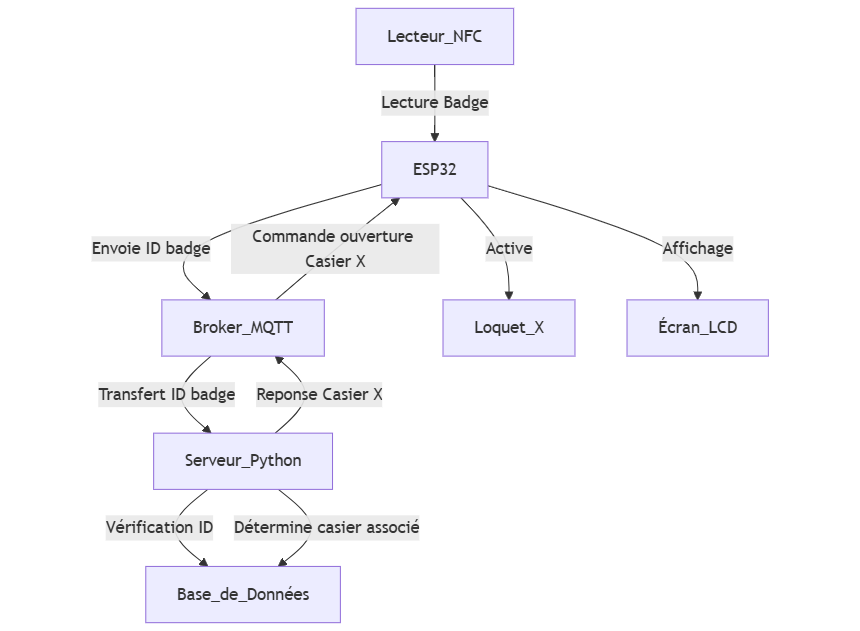 Lecteur_NFC
Lecture Badge
ESP32
Envoie ID badge
Commande ouverture
Casier X
Active
Affichage
Broker_MQTT
Loquet_X
Écran_LCD
Transfert ID badge
Reponse Casier X
Serveur_Python
Vérification ID
Détermine casier associé
Base_de_Données